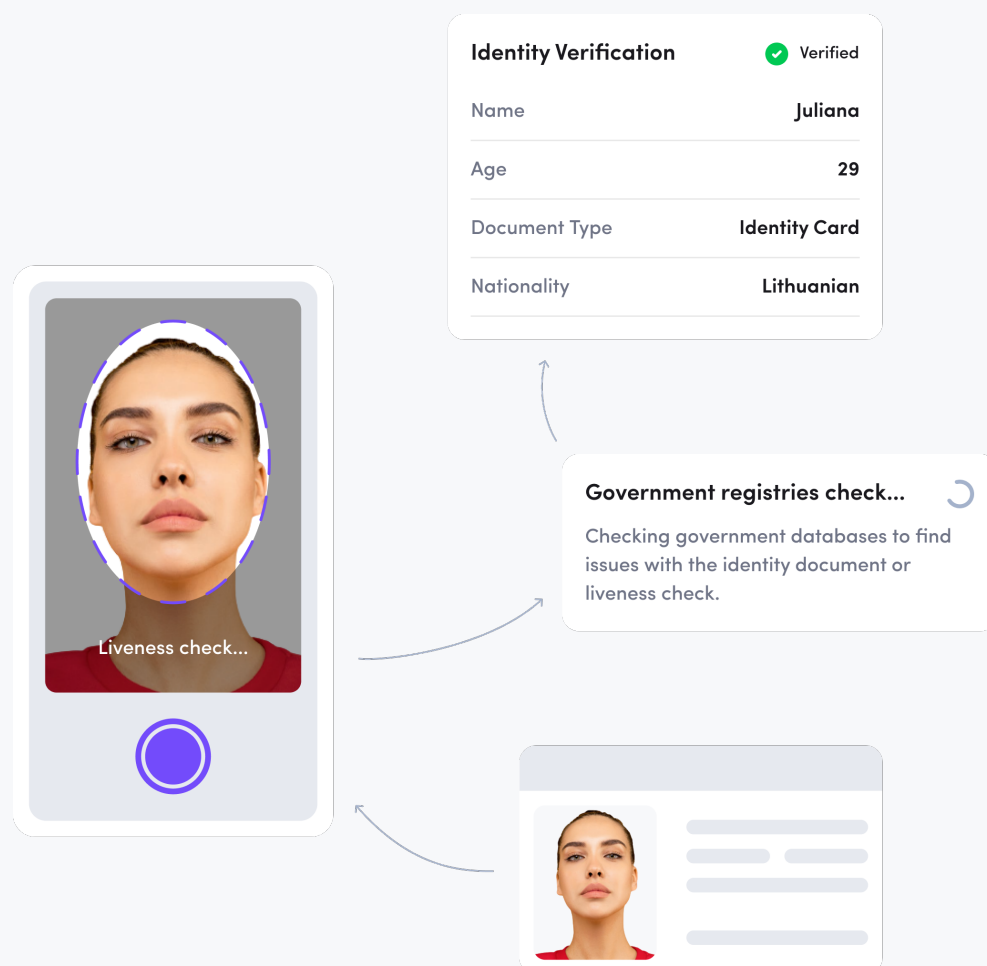 Identity Verification
Verified
Name
Juliana
Age
29
Document Type
Identity Card
Nationality
Lithuanian
Government registries check...
Checking government databases to find
issues with the identity document or
liveness check.
Liveness check...